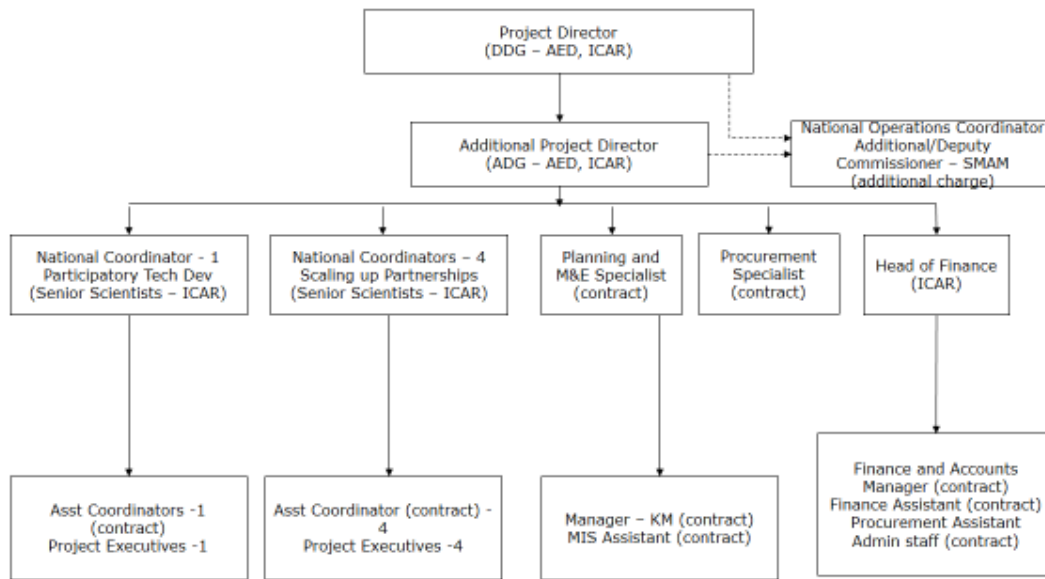 Project Director
(DDG – AED, ICAR)
Additional Project Director
(ADG – AED, ICAR)
National Operations Coordinator
Additional/Deputy
Commissioner – SMAM
(additional charge)
National Coordinator - 1
Participatory Tech Dev
(Senior Scientists – ICAR)
National Coordinators – 4
Scaling up Partnerships
(Senior Scientists – ICAR)
Planning and
M&E Specialist
(contract)
Procurement
Specialist
(contract)
Head of Finance
(ICAR)
Asst Coordinators -1
(contract)
Project Executives -1
Asst Coordinator (contract) -
4
Project Executives -4
Manager – KM (contract)
MIS Assistant (contract)
Finance and Accounts
Manager (contract)
Finance Assistant (contract)
Procurement Assistant
Admin staff (contract)